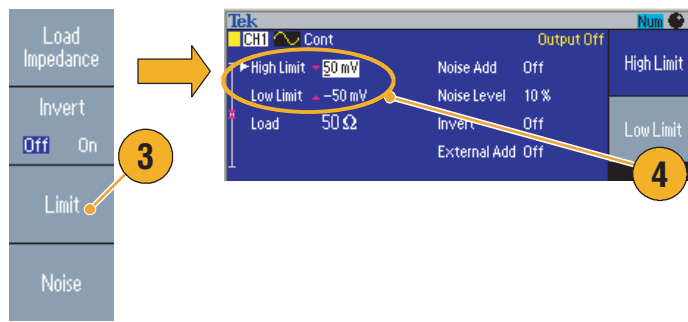 Load
Impedance
Invert
Off On
Limit
Noise
3
Tek
Num
CH1 Cont
Output Off
High Limit 50 mV
Noise Add Off
Low Limit -50 mV
Noise Level 10 %
Load 50 Ω
Invert Off
External Add Off
High Limit
Low Limit
4